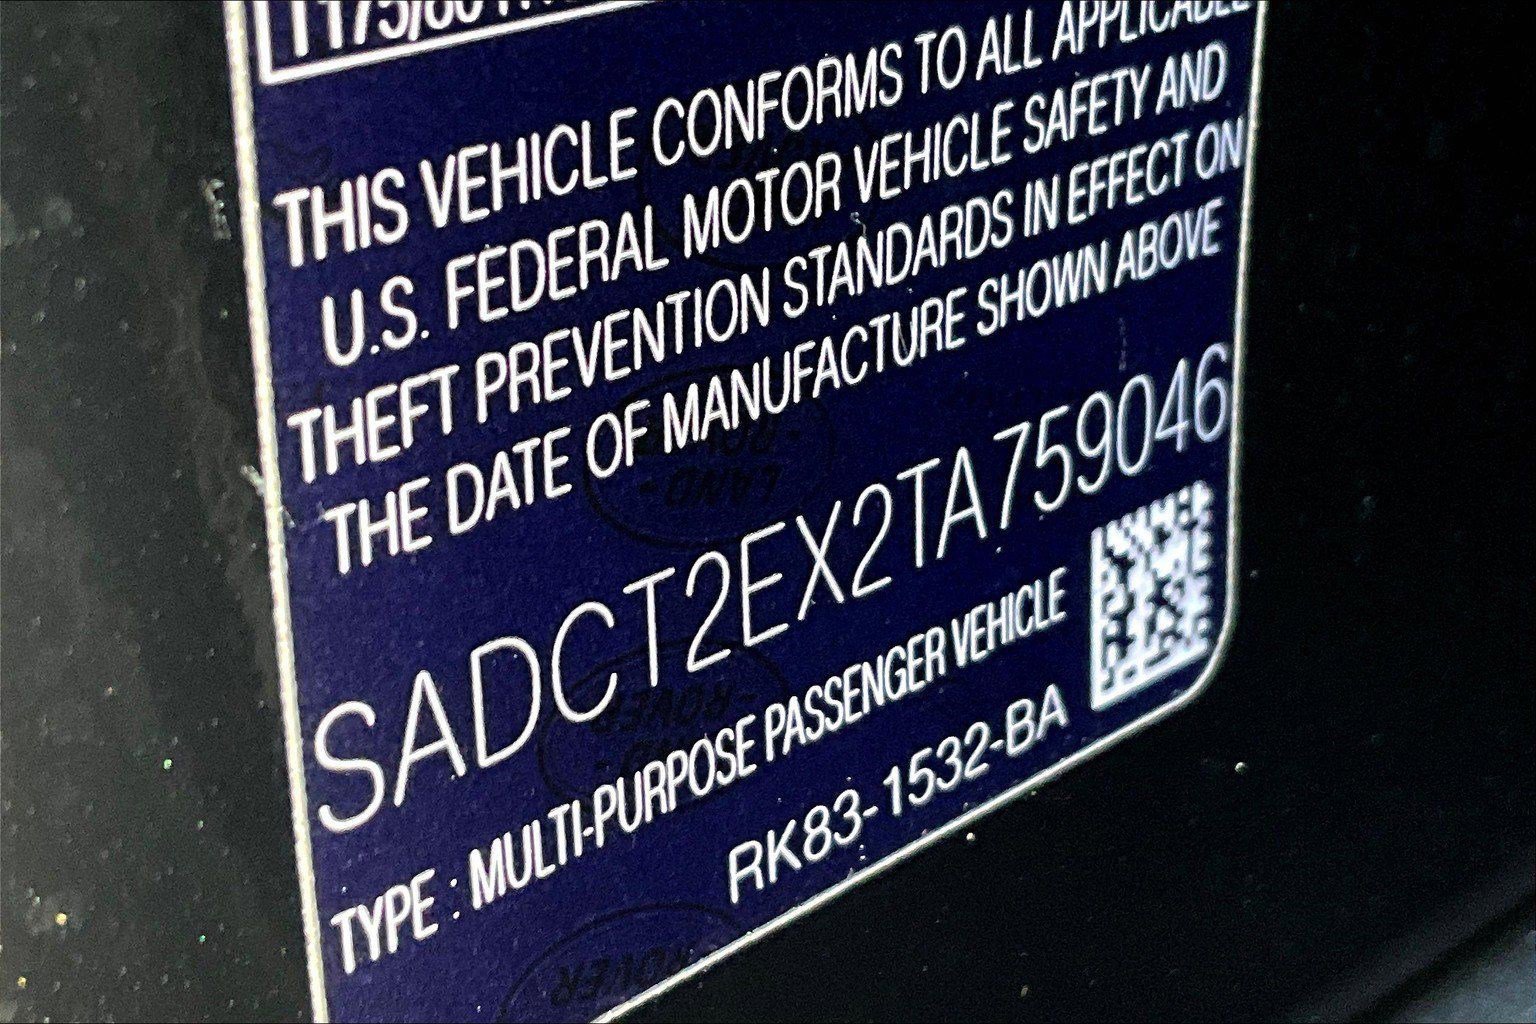 THIS VEHICLE CONFORMS TO ALL APPLICABLE
U.S. FEDERAL MOTOR VEHICLE SAFETY AND
THEFT PREVENTION STANDARDS IN EFFECT ON
THE DATE OF MANUFACTURE SHOWN ABOVE
SADCT2EX2TA759046
TYPE : MULTI-PURPOSE PASSENGER VEHICLE
RK83-1532-BA